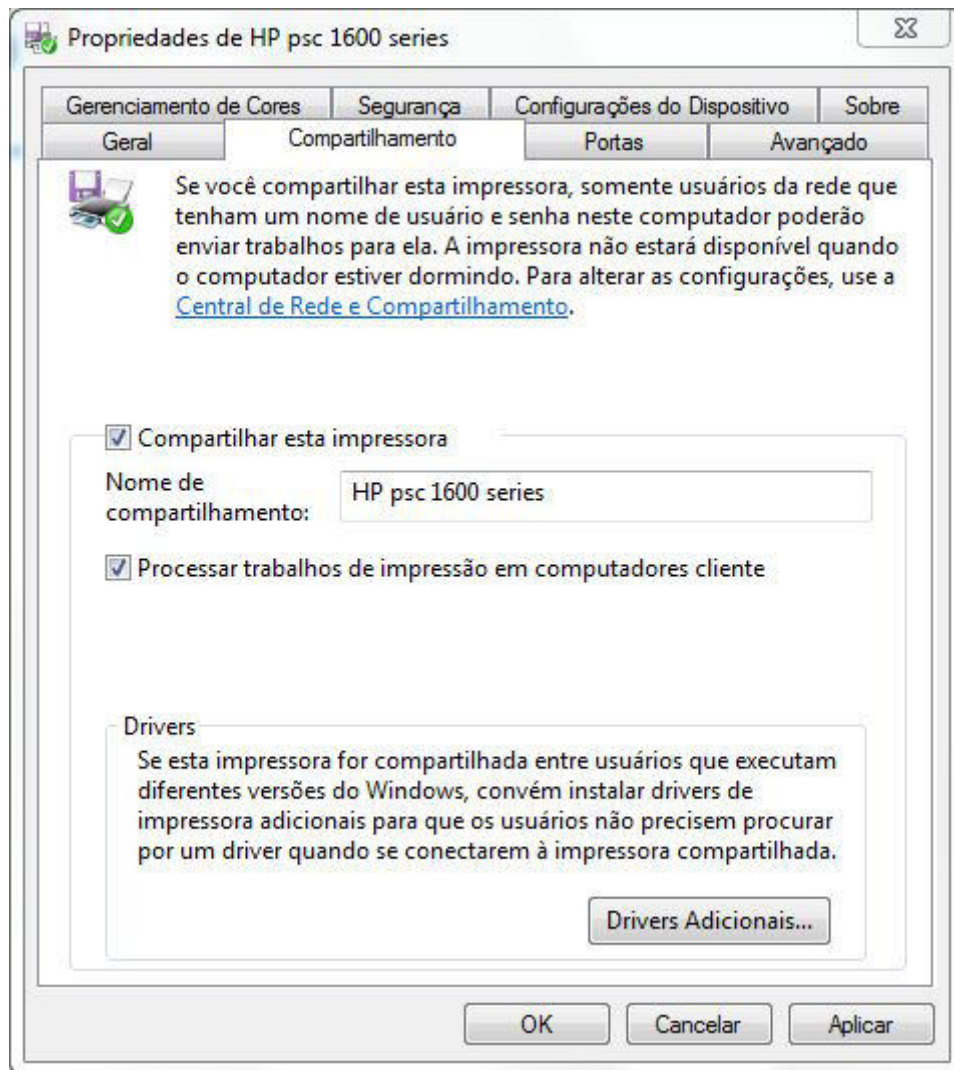 Propriedades de HP psc 1600 series
Gerenciamento de Cores
Segurança
Configurações do Dispositivo
Sobre
Geral
Compartilhamento
Portas
Avançado
Se você compartilhar esta impressora, somente usuários da rede que
tenham um nome de usuário e senha neste computador poderão
enviar trabalhos para ela. A impressora não estará disponível quando
o computador estiver dormindo. Para alterar as configurações, use a
Central de Rede e Compartilhamento.
Compartilhar esta impressora
Nome de
compartilhamento:
HP psc 1600 series
Processar trabalhos de impressão em computadores cliente
Drivers
Se esta impressora for compartilhada entre usuários que executam
diferentes versões do Windows, convém instalar drivers de
impressora adicionais para que os usuários não precisem procurar
por um driver quando se conectarem à impressora compartilhada.
Drivers Adicionais...
OK
Cancelar
Aplicar